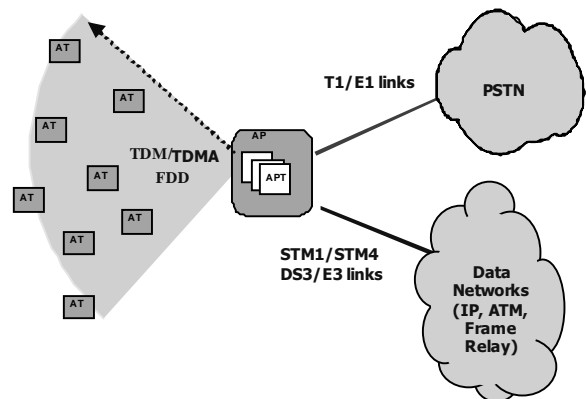 AT
AT
AT
AT
AT
AT
AT
AT
TDM/TDMA
FDD
AP
APT
T1/E1 links
PSTN
STM1/STM4
DS3/E3 links
Data
Networks
(IP, ATM,
Frame
Relay)